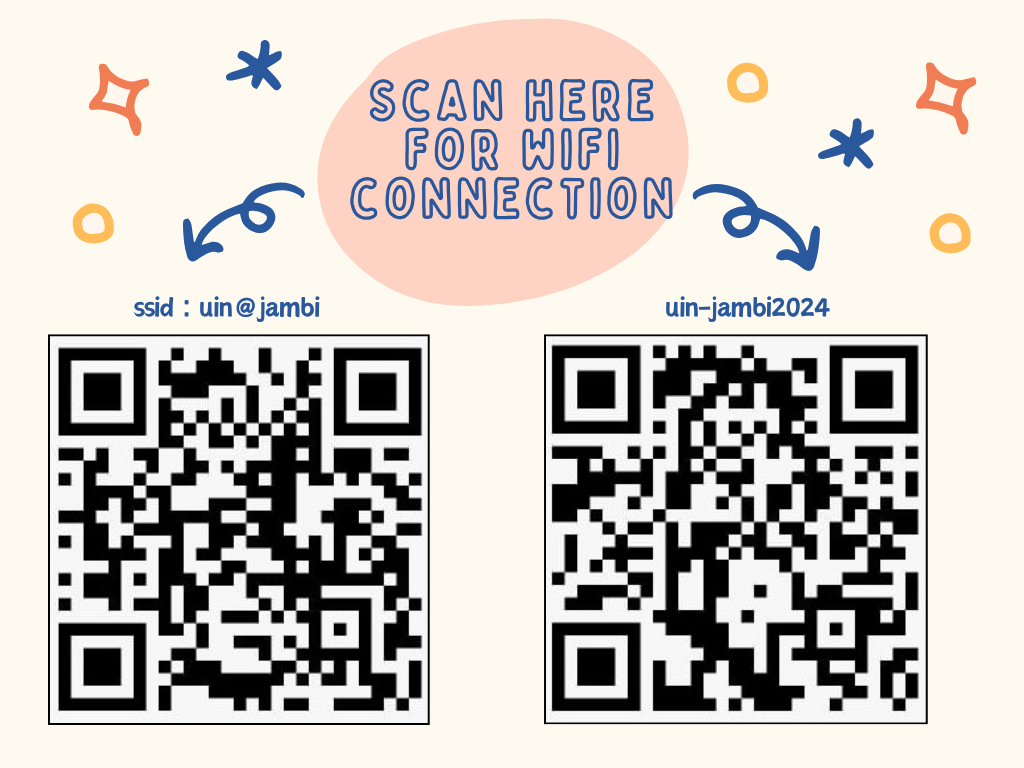 SCAN HERE
FOR WIFI
CONNECTION
ssid : uin@jambi
uin-jambi2024